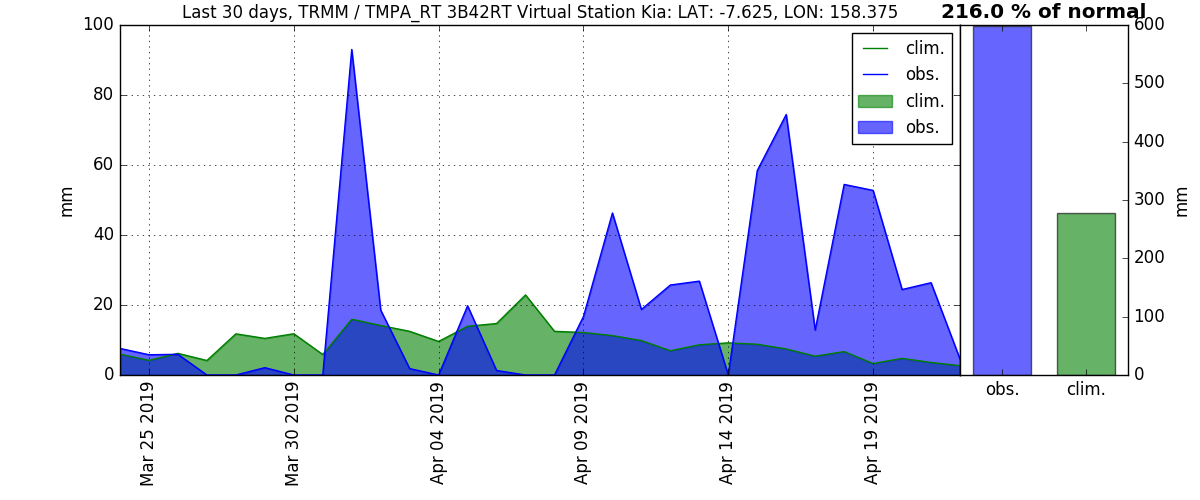 Last 30 days, TRMM / TMPA_RT 3B42RT Virtual Station Kia: LAT: -7.625, LON: 158.375
216.0 % of normal
100
80
60
40
20
0
mm
clim.
obs.
clim.
obs.
600
500
400
300
200
100
0
mm
Mar 25 2019
Mar 30 2019
Apr 04 2019
Apr 09 2019
Apr 14 2019
Apr 19 2019
obs.
clim.